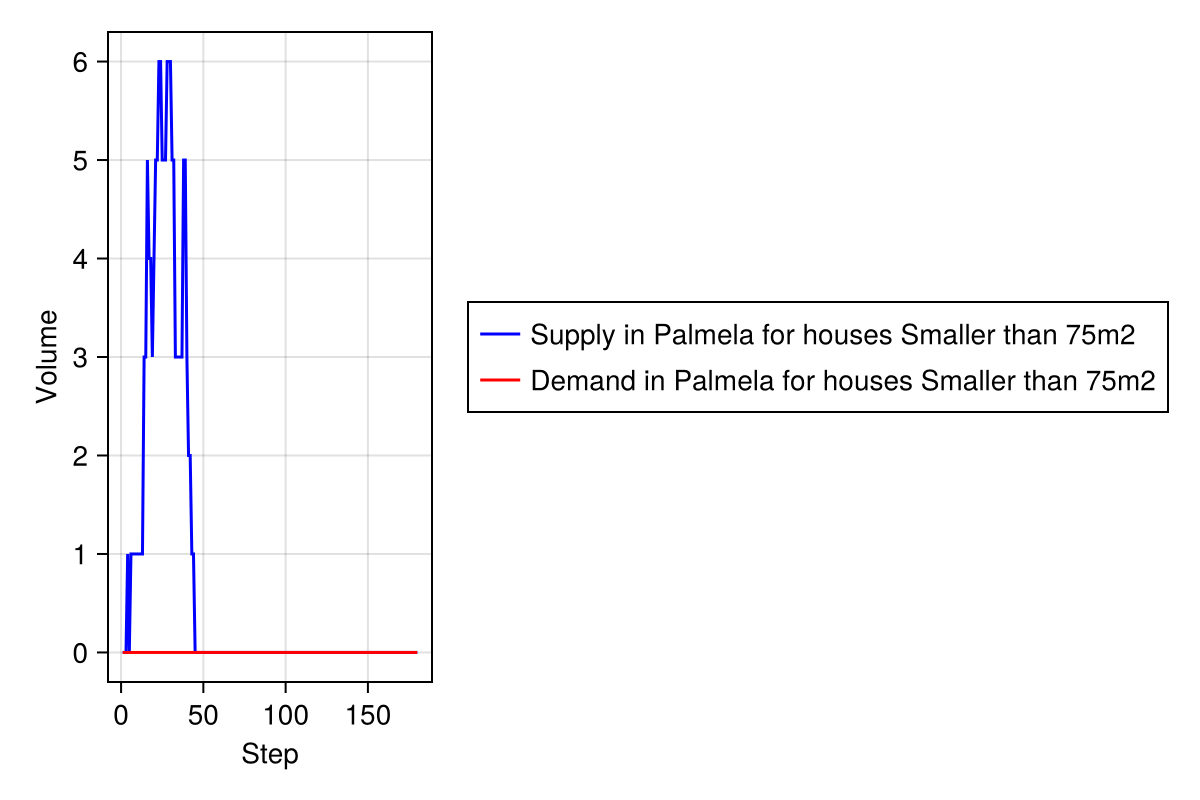 6
5
4
3
2
1
0
Volume
0 50 100 150
Step
Supply in Palmela for houses Smaller than 75m2
Demand in Palmela for houses Smaller than 75m2